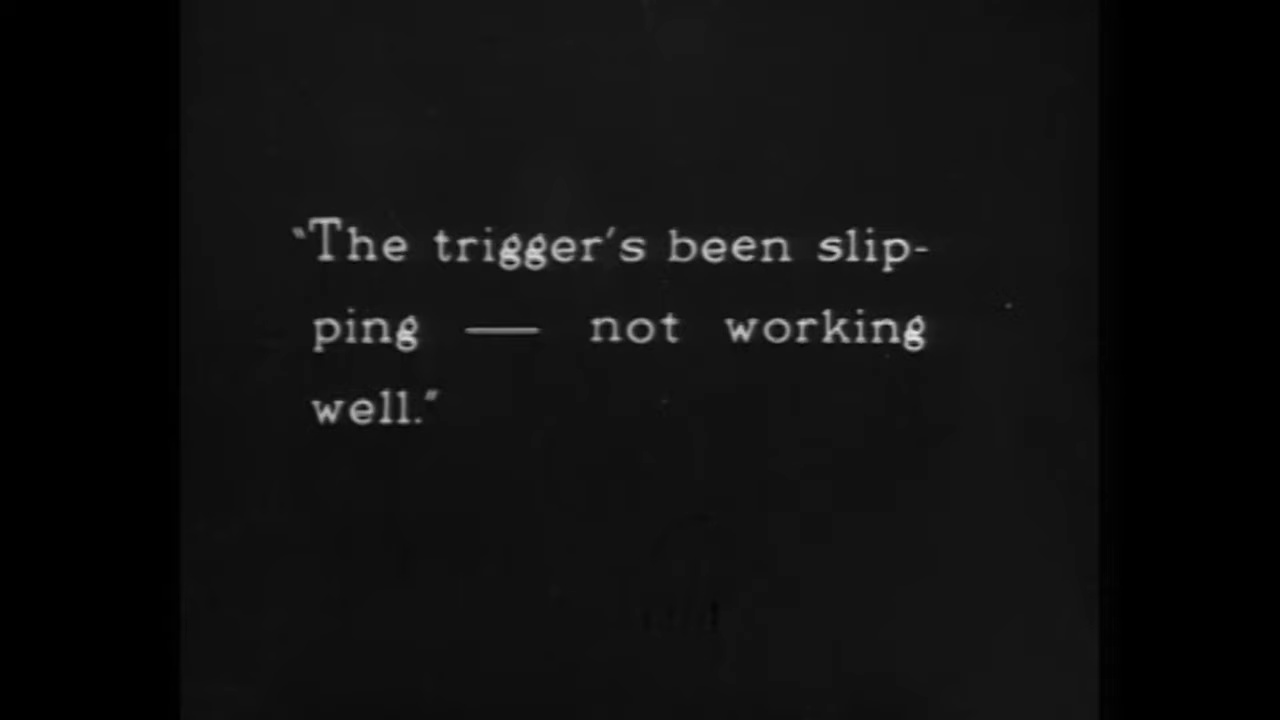 "The trigger's been slip-
ping — not working
well."